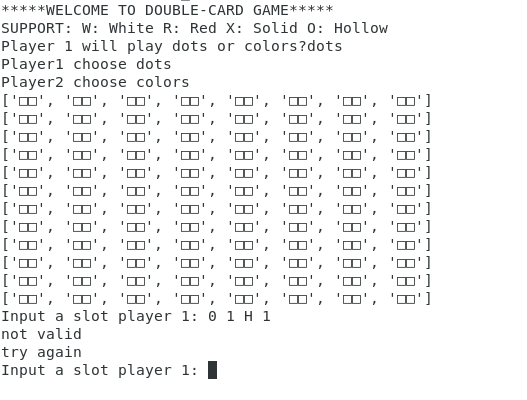 *****WELCOME TO DOUBLE-CARD GAME*****
SUPPORT: W: White R: Red X: Solid O: Hollow
Player 1 will play dots or colors?dots
Player1 choose dots
Player2 choose colors
['□□', '□□', '□□', '□□', '□□', '□□', '□□', '□□']
['□□', '□□', '□□', '□□', '□□', '□□', '□□', '□□']
['□□', '□□', '□□', '□□', '□□', '□□', '□□', '□□']
['□□', '□□', '□□', '□□', '□□', '□□', '□□', '□□']
['□□', '□□', '□□', '□□', '□□', '□□', '□□', '□□']
['□□', '□□', '□□', '□□', '□□', '□□', '□□', '□□']
['□□', '□□', '□□', '□□', '□□', '□□', '□□', '□□']
['□□', '□□', '□□', '□□', '□□', '□□', '□□', '□□']
['□□', '□□', '□□', '□□', '□□', '□□', '□□', '□□']
['□□', '□□', '□□', '□□', '□□', '□□', '□□', '□□']
['□□', '□□', '□□', '□□', '□□', '□□', '□□', '□□']
['□□', '□□', '□□', '□□', '□□', '□□', '□□', '□□']
Input a slot player 1: 0 1 H 1
not valid
try again
Input a slot player 1: